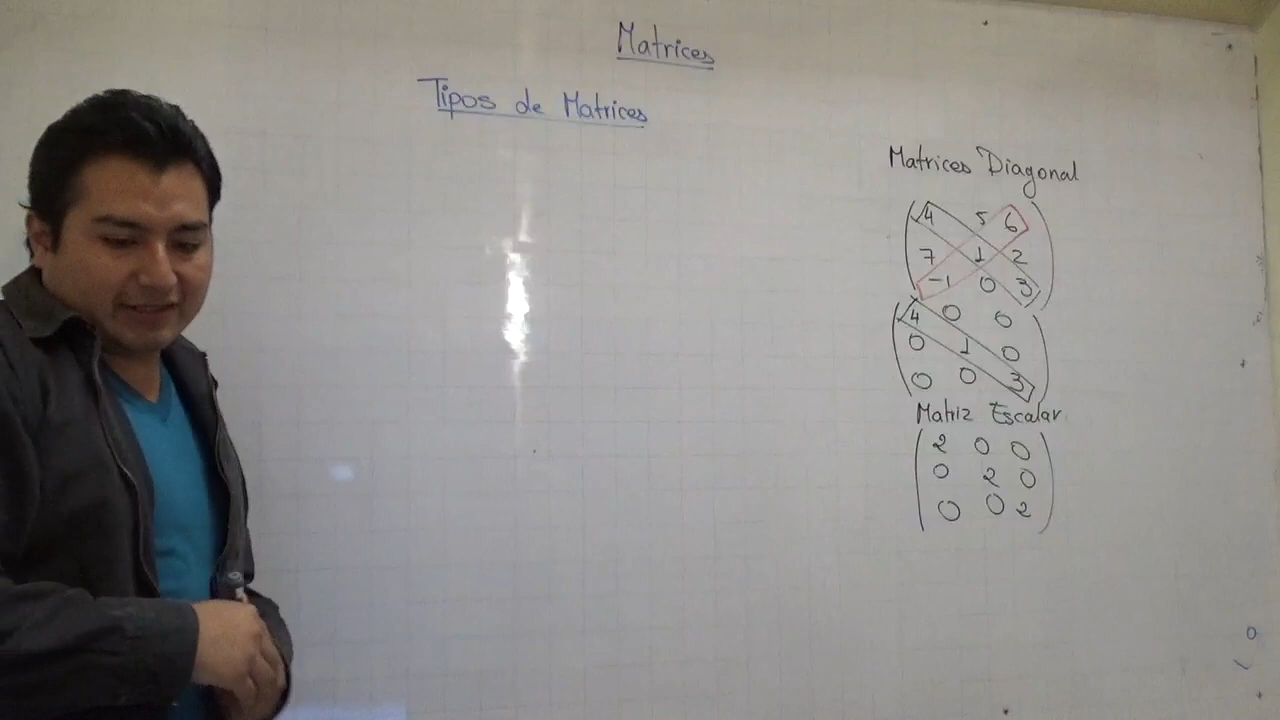 Matrices
Tipos de Matrices
Matrices Diagonal
4 5 6
7 1 2
-1 0 3
4 0 0
0 1 0
0 0 3
Matriz Escalar
2 0 0
0 2 0
0 0 2
0